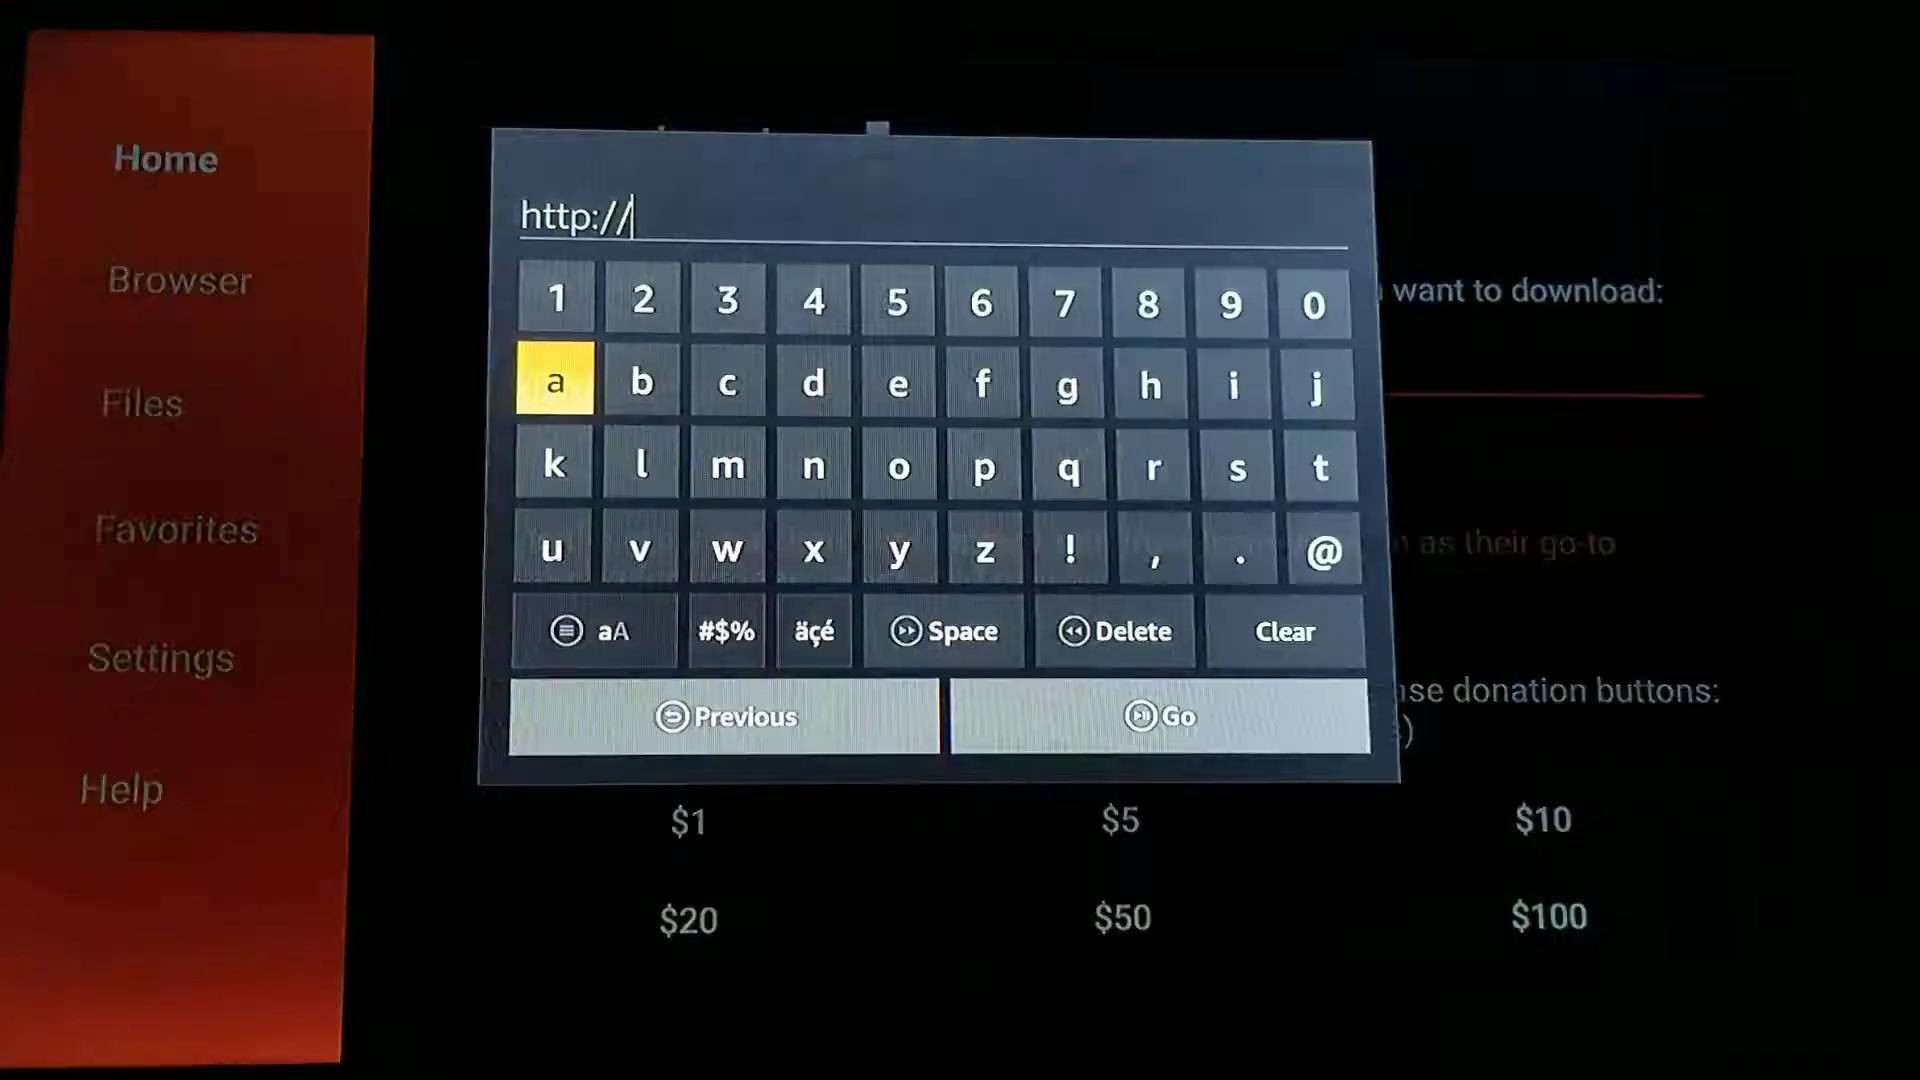 Home
Browser
Files
Favorites
Settings
Help
http://
1 2 3 4 5 6 7 8 9 0
a b c d e f g h i j
k l m n o p q r s t
u v w x y z ! , . @
aA #$% äçé Space Delete Clear
Previous Go
want to download:
as their go-to
donation buttons:
$1 $5 $10
$20 $50 $100